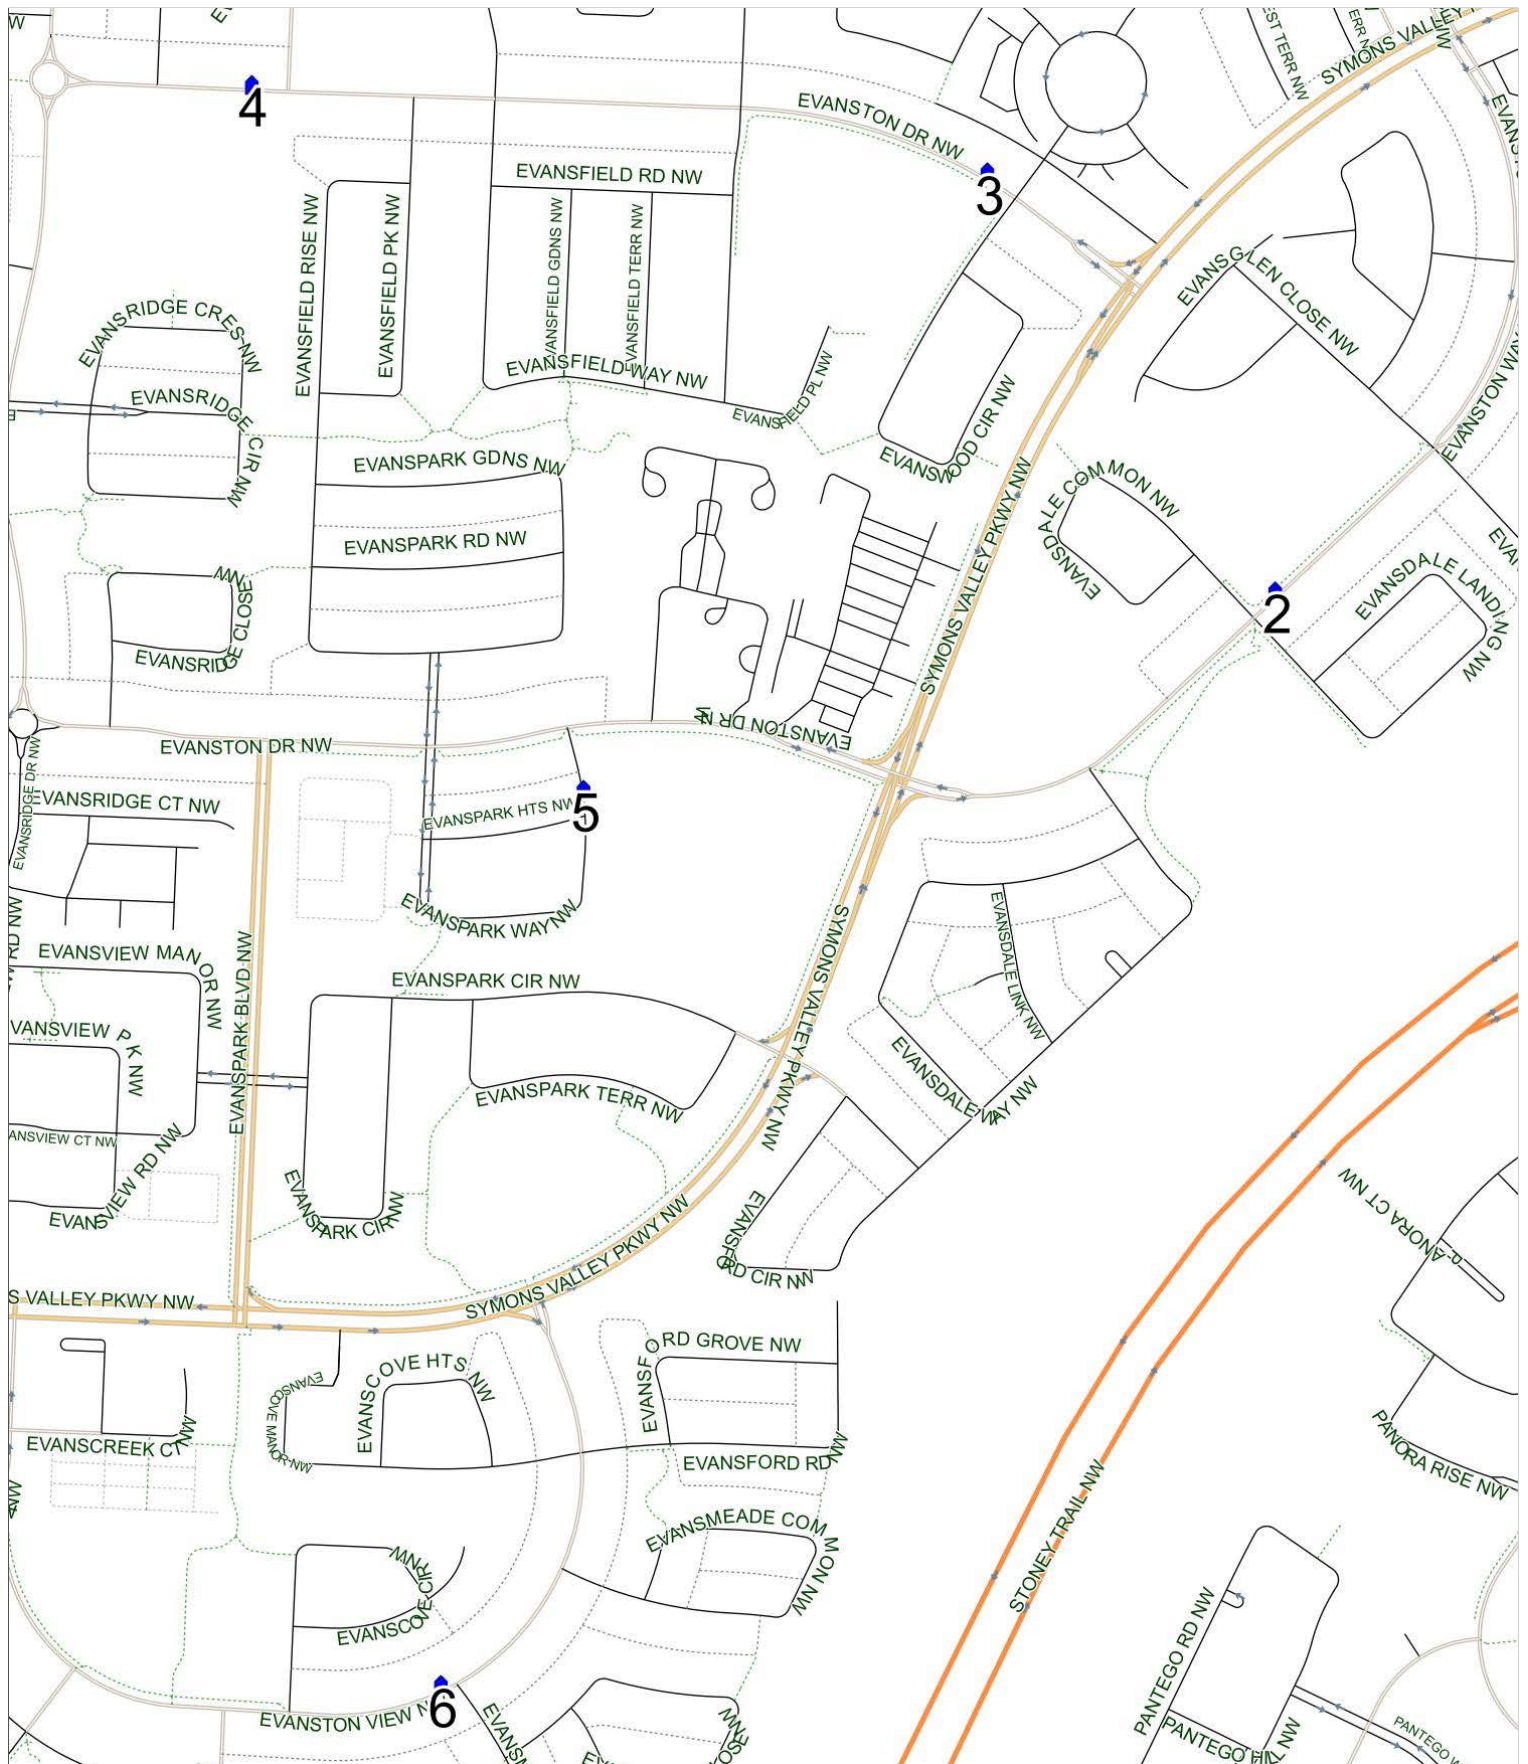 SYMONS VALLEY
EST TERR NW
4
EVANSTON DR NW
3
EVANSFIELD RD NW
EVANSFIELD RISE NW
EVANSFIELD PK NW
EVANSFIELD GDNS NW
EVANSFIELD TERR NW
EVANSFIELD WAY NW
EVANSFIELD PL NW
EVANSGLEN CLOSE NW
EVANSRIDGE CRES NW
EVANSRIDGE CIR NW
EVANSWOOD CIR NW
EVANSTON WAY
EVANSPARK GDNS NW
EVANSPARK RD NW
SYMONS VALLEY PKWY NW
EVANSDALE COMMON NW
2
EVANSDALE LANDING NW
EVANSRIDGE CLOSE NW
EVANSTON DR NW
EVANSTON DR NW
EVANSRIDGE DR NW
EVANSRIDGE CT NW
5
EVANSPARK HTS NW
EVANSPARK WAY NW
SYMONS VALLEY PKWY NW
EVANSDALE LINK NW
RD NW
EVANSVIEW MANOR NW
EVANSPARK BLVD NW
EVANSPARK CIR NW
VANSVIEW PK NW
EVANSPARK TERR NW
EVANSDALE WAY NW
ANSVIEW CT NW
EVANSVIEW RD NW
EVANSPARK CIR NW
EVANSFORD CIR NW
PANORA CT NW
S VALLEY PKWY NW
SYMONS VALLEY PKWY NW
EVANSFORD GROVE NW
EVANSCOVE HTS NW
EVANSCOVE MANOR NW
EVANSCREEK CT NW
EVANSFORD RD NW
PANORA RISE NW
EVANSMEADE COMMON NW
STONEY TRAIL NW
EVANSCOVE CIR NW
PANTEGO RD NW
6
EVANSTON VIEW
PANTEGO HILL NW
PANTEGO